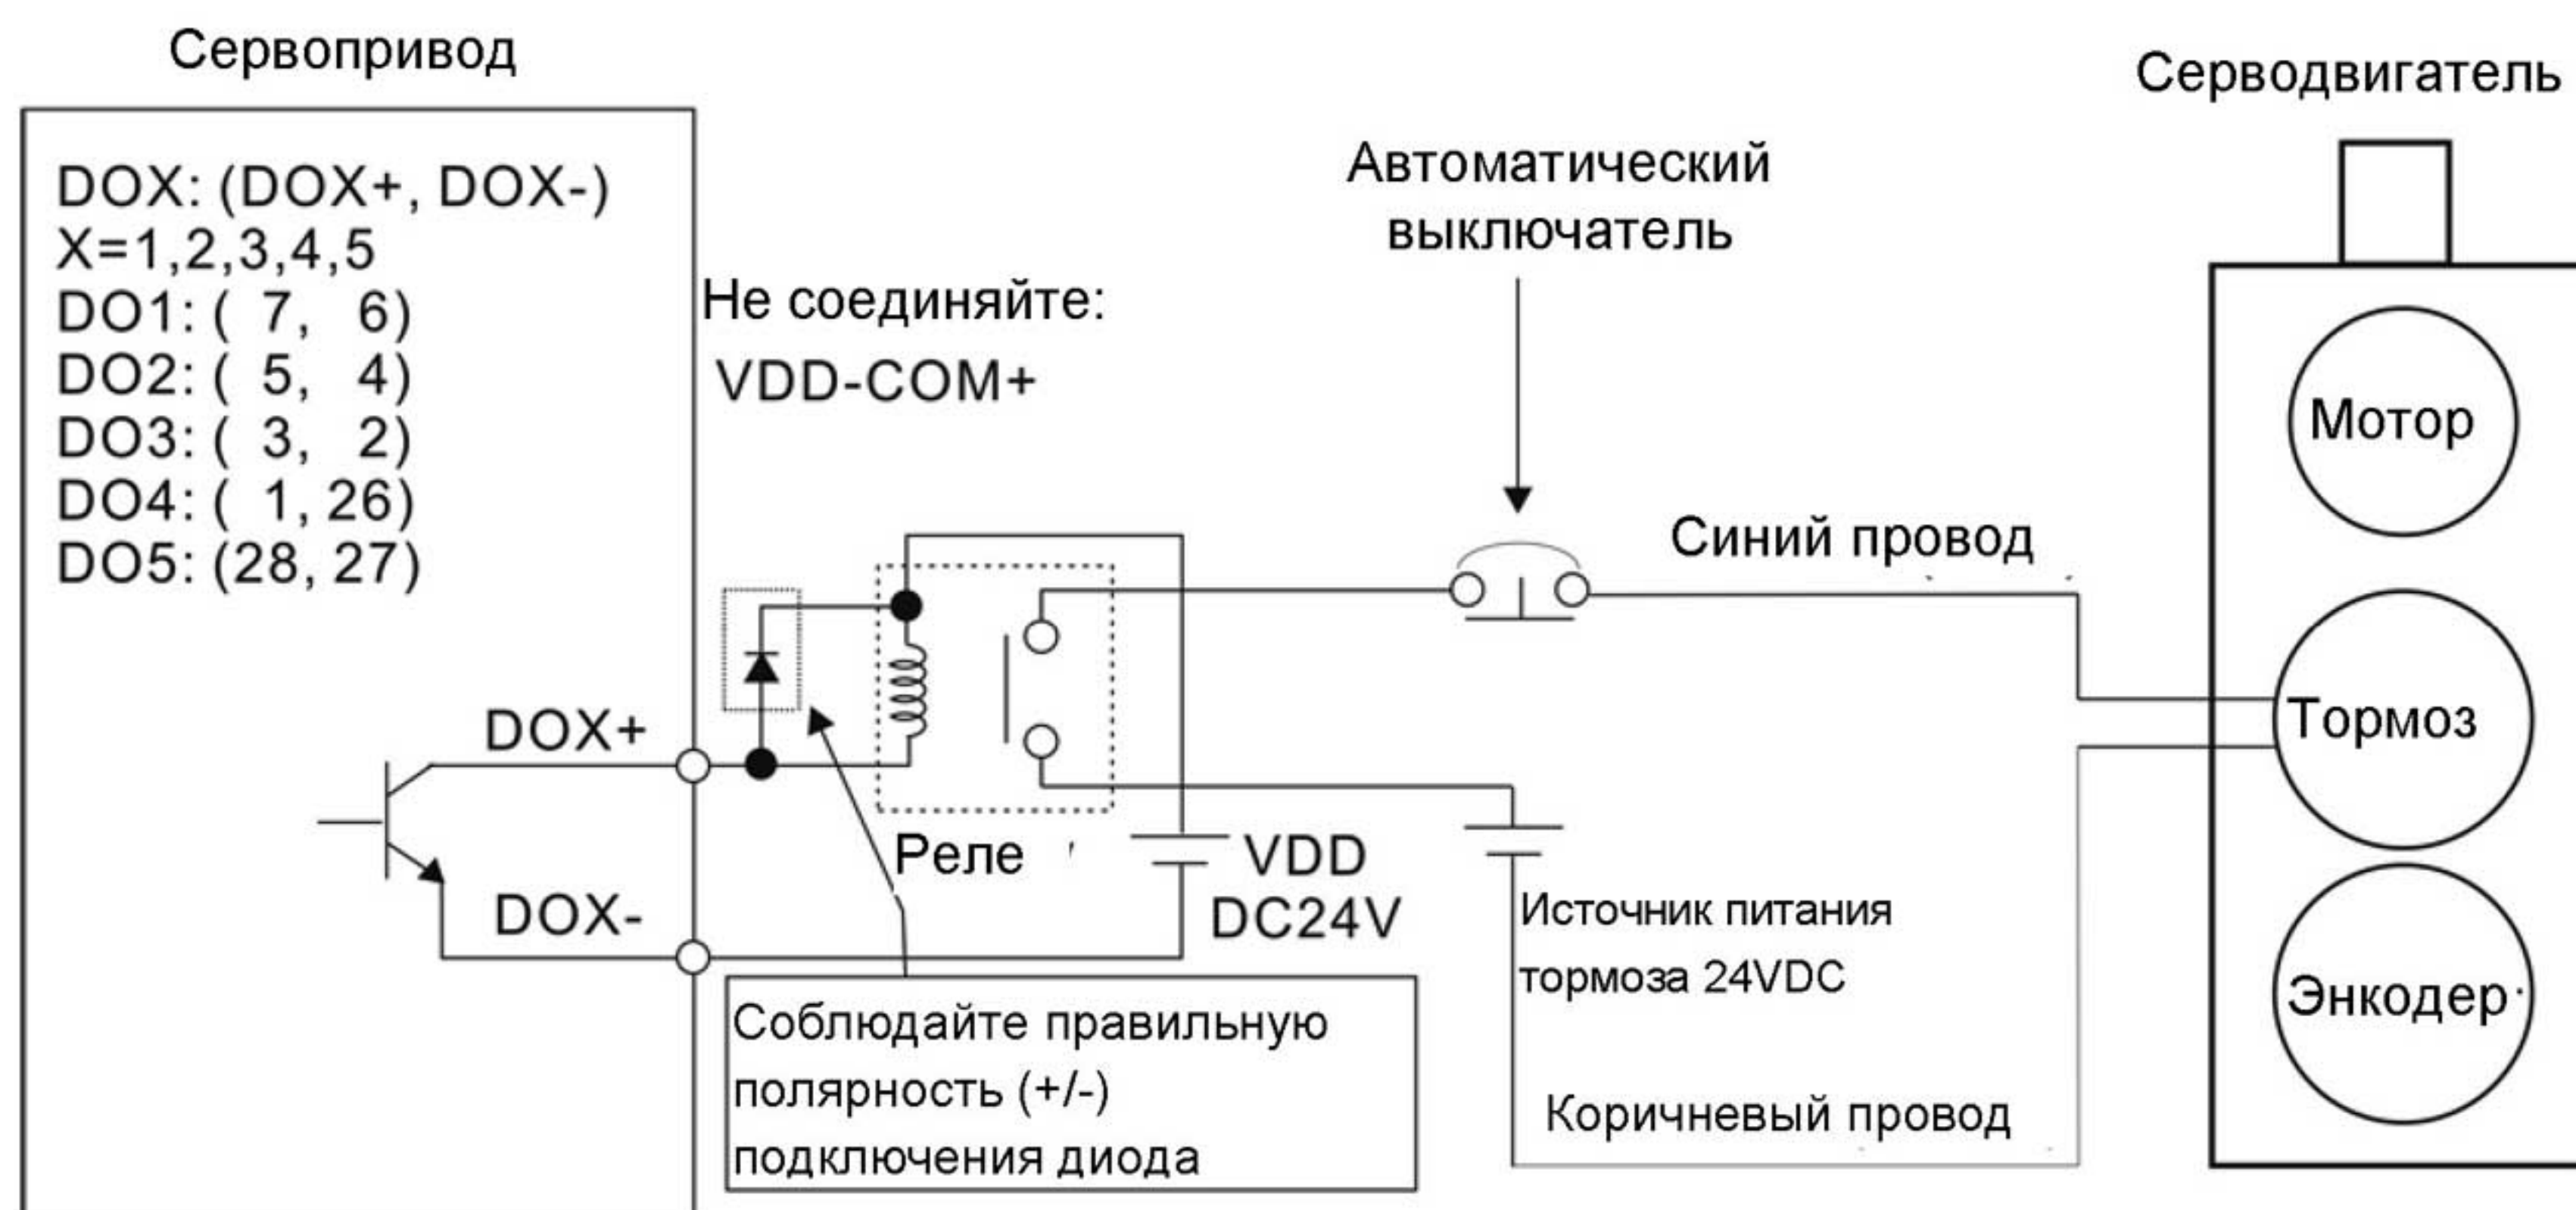 Сервопривод
DOX: (DOX+, DOX-)
X=1,2,3,4,5
DO1: ( 7, 6)
DO2: ( 5, 4)
DO3: ( 3, 2)
DO4: ( 1, 26)
DO5: (28, 27)
DOX+
DOX-
Не соединяйте:
VDD-COM+
Реле
VDD
DC24V
Соблюдайте правильную
полярность (+/-)
подключения диода
Автоматический
выключатель
Синий провод
Источник питания
тормоза 24VDC
Коричневый провод
Серводвигатель
Мотор
Тормоз
Энкодер